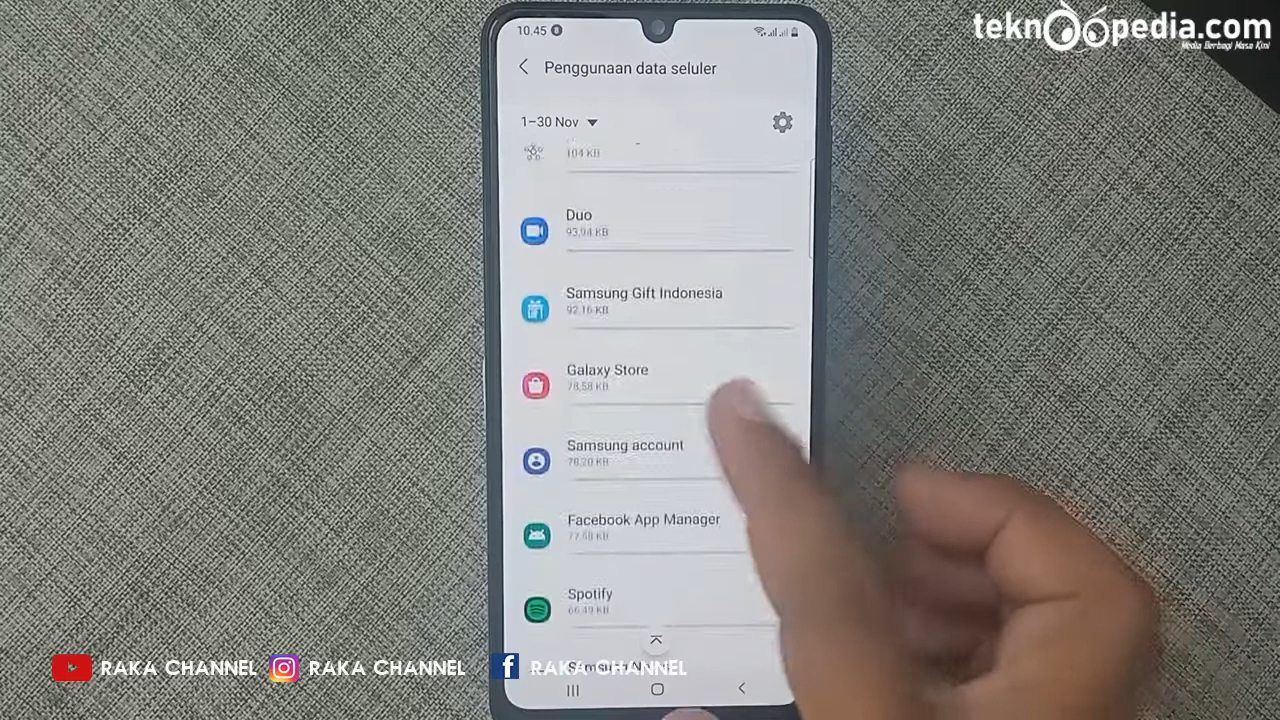 teknopedia.com
Media Berbagi Masa Kini
10.45
Penggunaan data seluler
1–30 Nov
104 KB
Duo
93,94 KB
Samsung Gift Indonesia
92,16 KB
Galaxy Store
78,58 KB
Samsung account
78,20 KB
Facebook App Manager
77,68 KB
Spotify
66,49 KB
RAKA CHANNEL
RAKA CHANNEL
RAKA CHANNEL